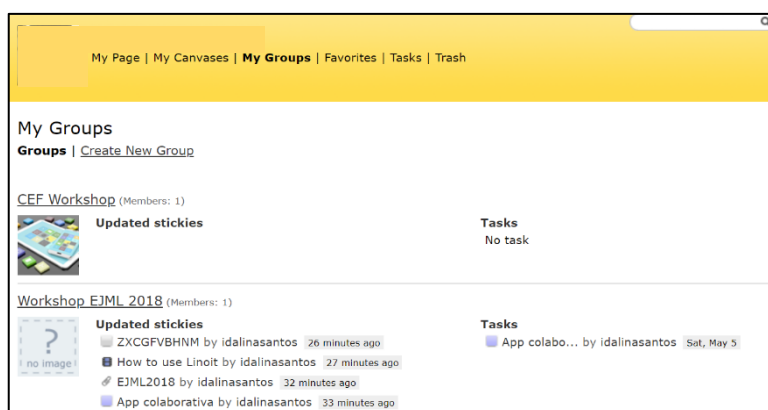 My Page | My Canvases | My Groups | Favorites | Tasks | Trash
My Groups
Groups | Create New Group
CEF Workshop (Members: 1)
Updated stickies
Tasks
No task
Workshop EJML 2018 (Members: 1)
?
no image
Updated stickies
ZXCGFVBHNM by idalinasantos 26 minutes ago
How to use Linoit by idalinasantos 27 minutes ago
EJML2018 by idalinasantos 32 minutes ago
App colaborativa by idalinasantos 33 minutes ago
Tasks
App colabo... by idalinasantos Sat, May 5